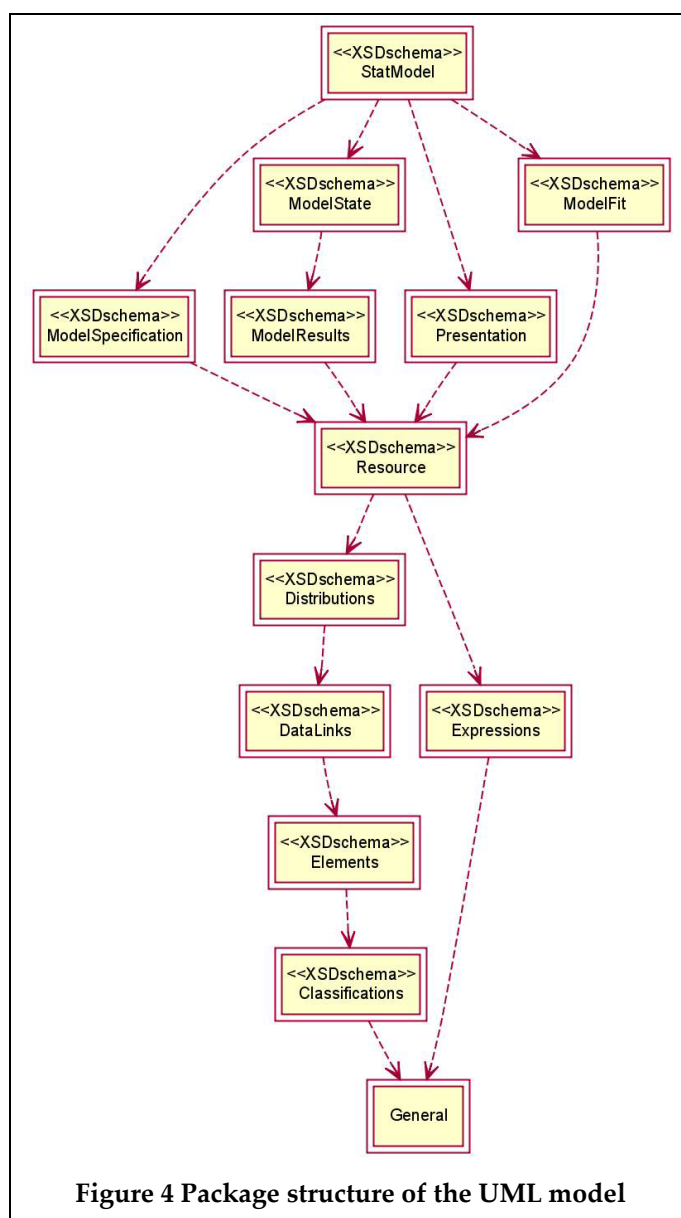 <<XSDschema>>
StatModel
<<XSDschema>>
ModelState
<<XSDschema>>
ModelFit
<<XSDschema>>
ModelSpecification
<<XSDschema>>
ModelResults
<<XSDschema>>
Presentation
<<XSDschema>>
Resource
<<XSDschema>>
Distributions
<<XSDschema>>
DataLinks
<<XSDschema>>
Expressions
<<XSDschema>>
Elements
<<XSDschema>>
Classifications
General
Figure 4 Package structure of the UML model